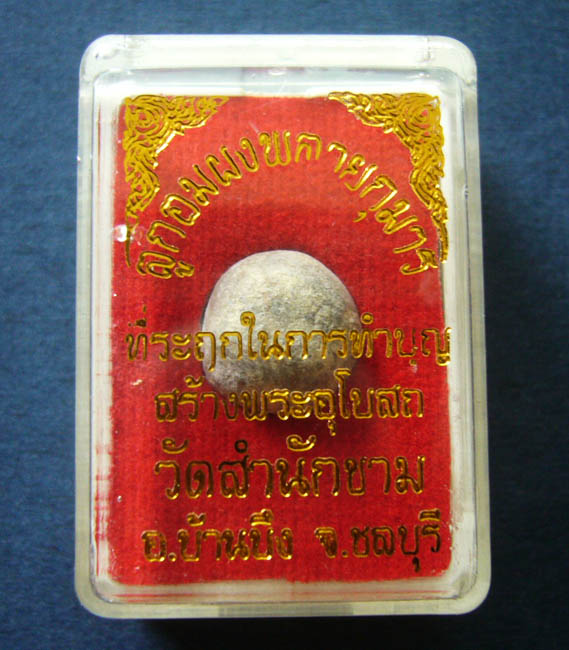 ลูกอมผงพลายกุมาร
ที่ระฤกในการทำบุญ
สร้างพระอุโบสถ
วัดสำนักขาม
อ.บ้านบึง จ.ชลบุรี